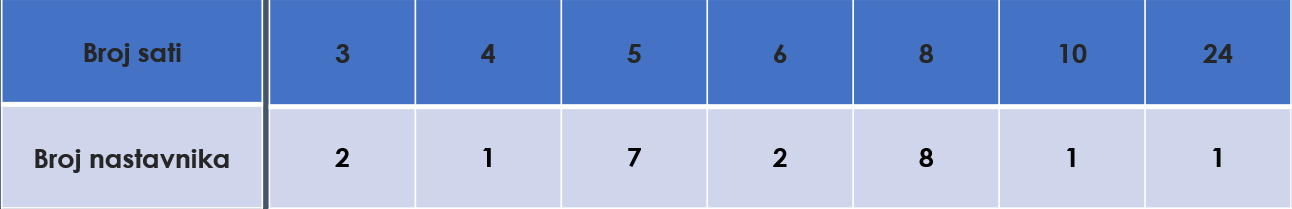 Broj sati 3 4 5 6 8 10 24
Broj nastavnika 2 1 7 2 8 1 1